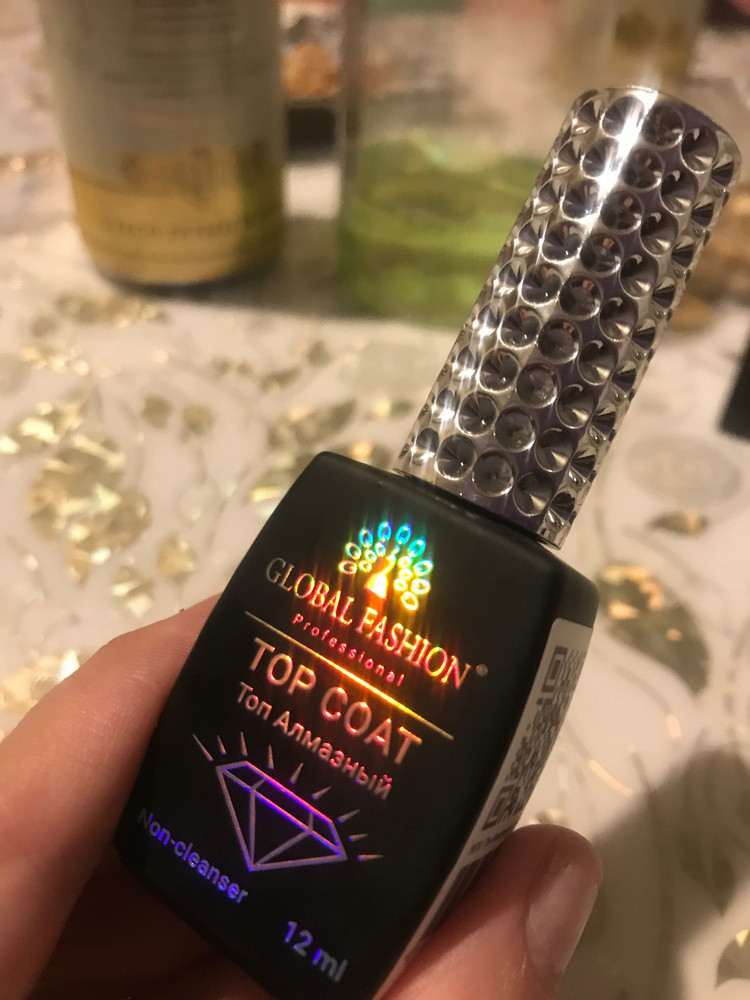 GLOBAL FASHION®
Professional
TOP COAT
Топ Алмазный
Non-cleanser
12 ml